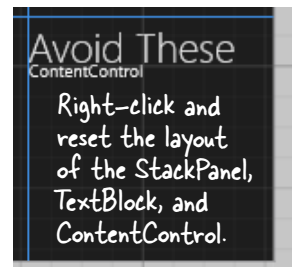 Avoid These
ContentControl
Right-click and
reset the layout
of the StackPanel,
TextBlock, and
ContentControl.